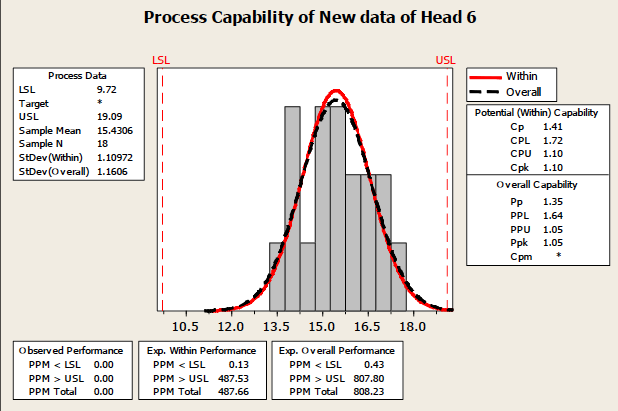 Process Capability of New data of Head 6
LSL
USL
Process Data
LSL 9.72
Target *
USL 19.09
Sample Mean 15.4306
Sample N 18
StDev(Within) 1.10972
StDev(Overall) 1.1606
Within
Overall
Potential (Within) Capability
Cp 1.41
CPL 1.72
CPU 1.10
Cpk 1.10
Overall Capability
Pp 1.35
PPL 1.64
PPU 1.05
Ppk 1.05
Cpm *
10.5 12.0 13.5 15.0 16.5 18.0
Observed Performance
PPM < LSL 0.00
PPM > USL 0.00
PPM Total 0.00
Exp. Within Performance
PPM < LSL 0.13
PPM > USL 487.53
PPM Total 487.66
Exp. Overall Performance
PPM < LSL 0.43
PPM > USL 807.80
PPM Total 808.23